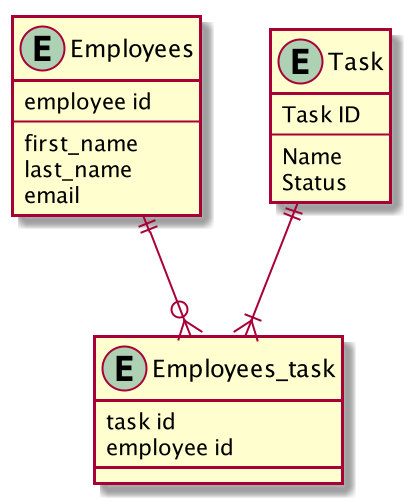 E Employees
employee id
first_name
last_name
email
E Task
Task ID
Name
Status
E Employees_task
task id
employee id